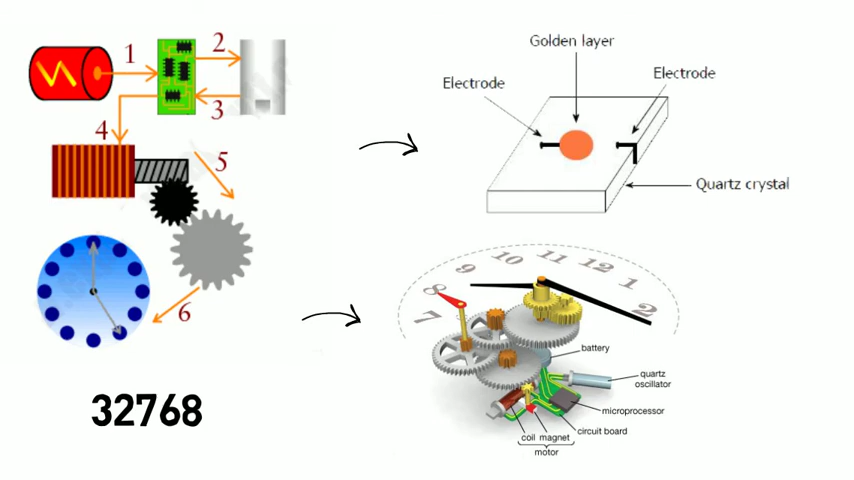 1
2
3
4
5
6
32768
Golden layer
Electrode
Electrode
Quartz crystal
7
8
9
10
11
12
1
2
battery
quartz
oscillator
microprocessor
circuit board
coil magnet
motor